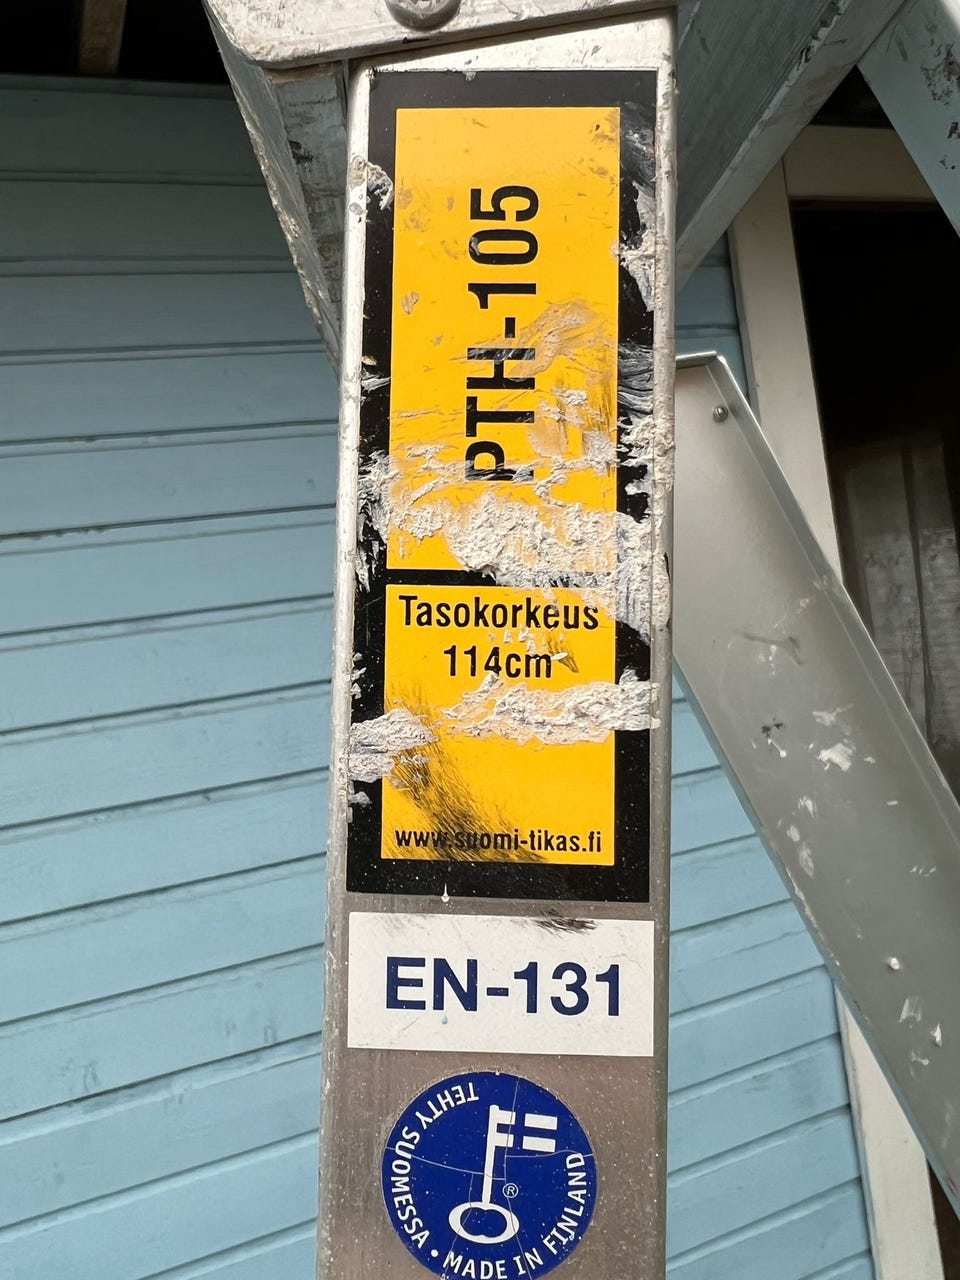 PTH-105
Tasokorkeus
114cm
www.suomi-tikas.fi
EN-131
TEHTY SUOMESSA • MADE IN FINLAND
®